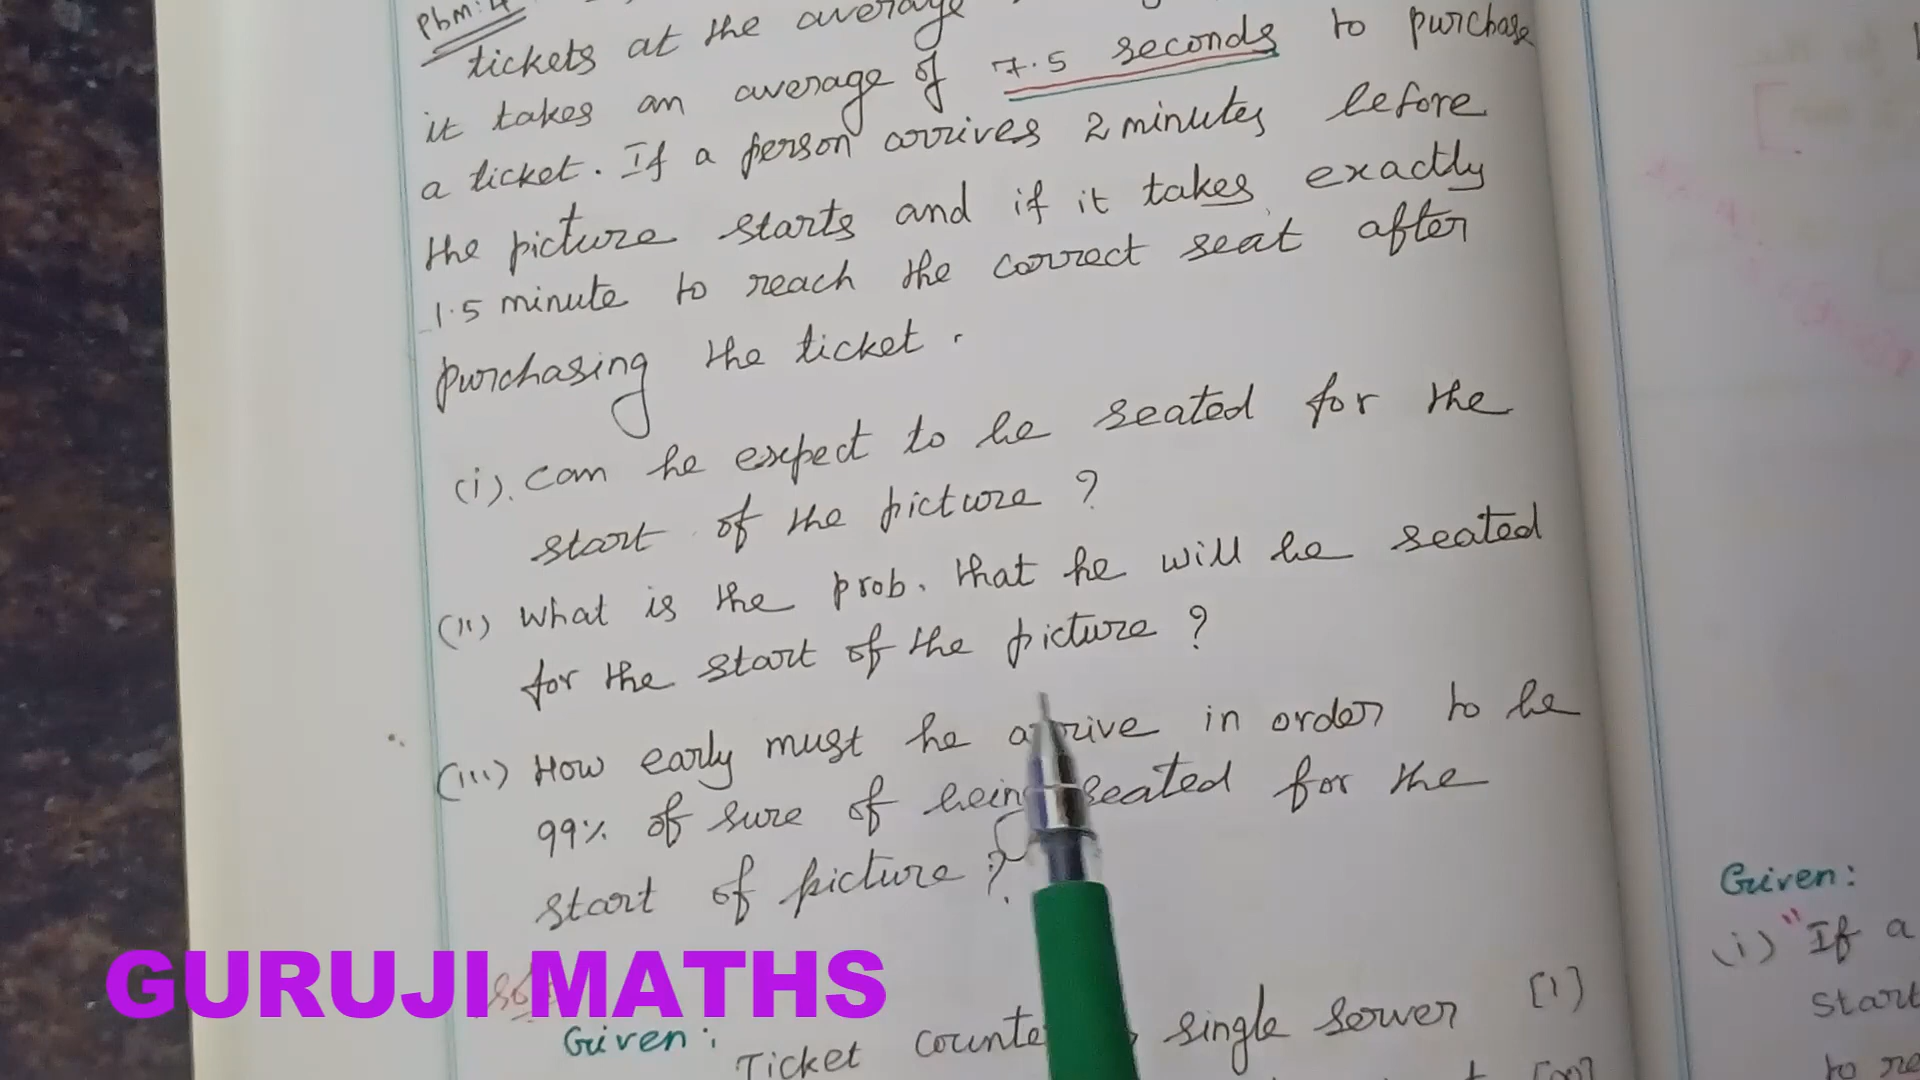 Pbm:4
tickets at the average
it takes an average of 7.5 seconds to purchase
a ticket. If a person arrives 2 minutes before
the picture starts and if it takes exactly
1.5 minute to reach the correct seat after
purchasing the ticket.
(i). can he expect to be seated for the
start of the picture ?
(ii) what is the prob. that he will be seated
for the start of the picture ?
(iii) How early must he arrive in order to be
99% of sure of being seated for the
start of picture ?
GURUJI MATHS
Given:
Ticket single server [1]
[∞]
Given:
(i) "If a
start
to re